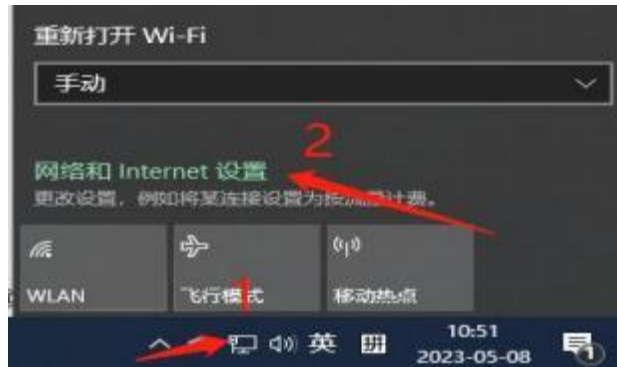 重新打开 Wi-Fi
手动
2
网络和 Internet 设置
更改设置，例如将某连接设置为按流量计费。
WLAN
飞行模式
移动热点
1
英 拼
10:51
2023-05-08
1